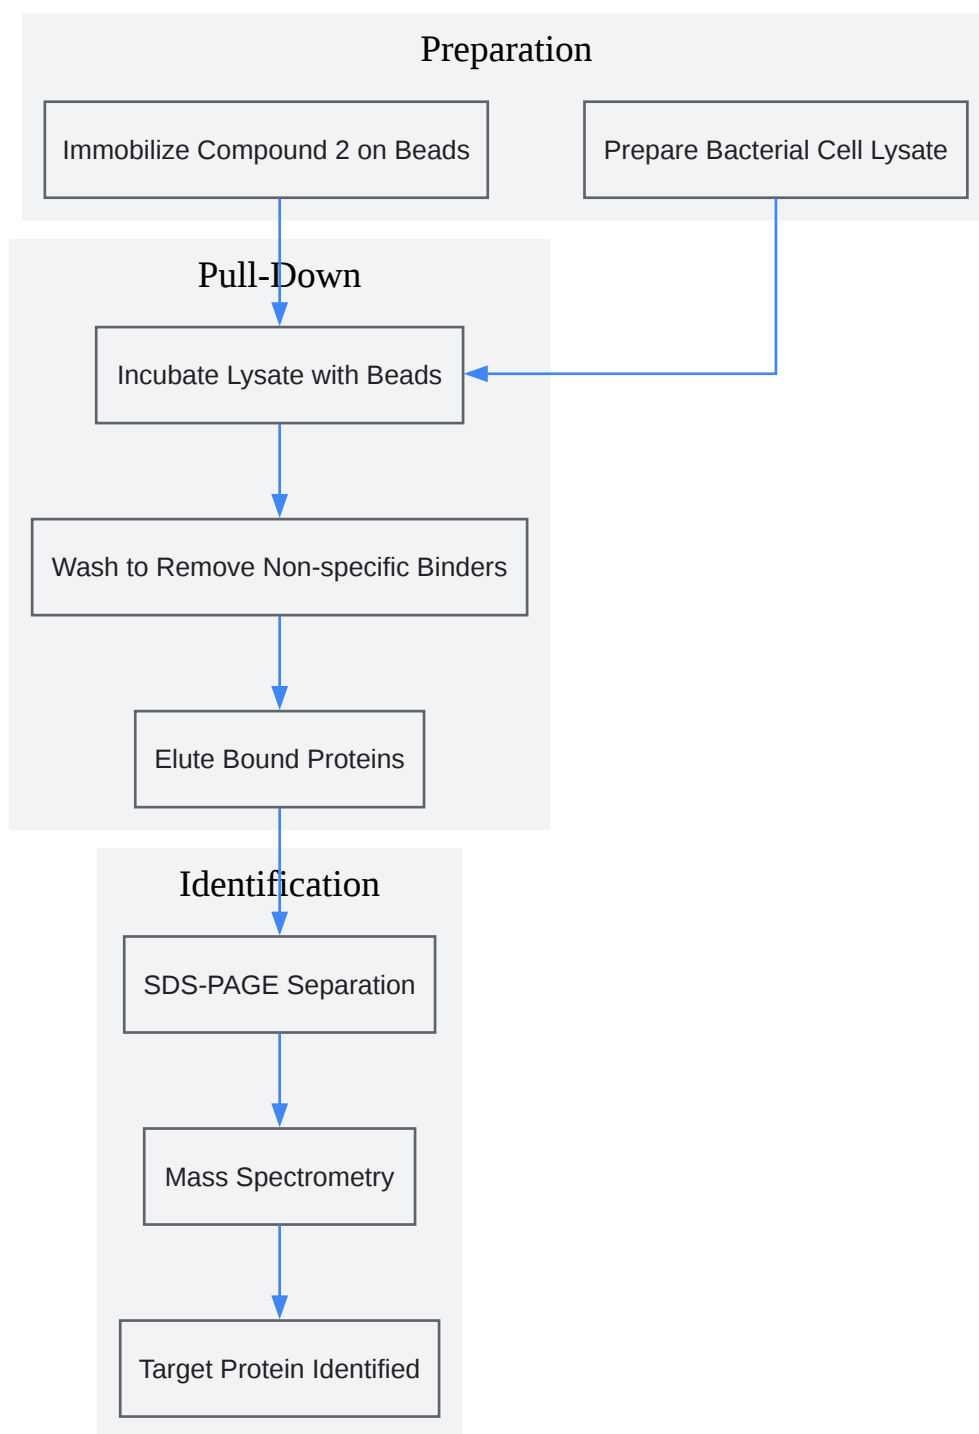 Preparation
Immobilize Compound 2 on Beads
Prepare Bacterial Cell Lysate
Pull-Down
Incubate Lysate with Beads
Wash to Remove Non-specific Binders
Elute Bound Proteins
Identification
SDS-PAGE Separation
Mass Spectrometry
Target Protein Identified